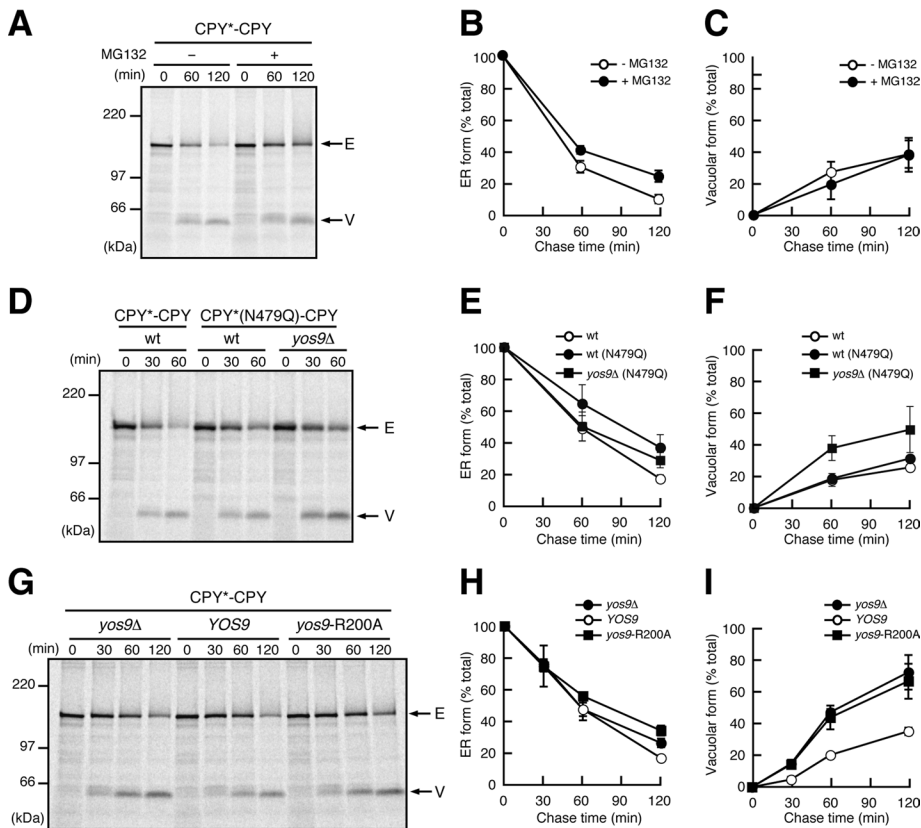 A
CPY*-CPY
MG132 – +
(min) 0 60 120 0 60 120
220
97
66
(kDa)
E
V
B
- MG132
+ MG132
ER form (% total)
100
80
60
40
20
0
0 30 60 90 120
Chase time (min)
C
- MG132
+ MG132
Vacuolar form (% total)
100
80
60
40
20
0
0 30 60 90 120
Chase time (min)
D
CPY*-CPY CPY*(N479Q)-CPY
wt wt yos9Δ
(min) 0 30 60 0 30 60 0 30 60
220
97
66
(kDa)
E
V
E
wt
wt (N479Q)
yos9Δ (N479Q)
ER form (% total)
100
80
60
40
20
0
0 30 60 90 120
Chase time (min)
F
wt
wt (N479Q)
yos9Δ (N479Q)
Vacuolar form (% total)
100
80
60
40
20
0
0 30 60 90 120
Chase time (min)
G
CPY*-CPY
yos9Δ YOS9 yos9-R200A
(min) 0 30 60 120 0 30 60 120 0 30 60 120
220
97
66
(kDa)
E
V
H
yos9Δ
YOS9
yos9-R200A
ER form (% total)
100
80
60
40
20
0
0 30 60 90 120
Chase time (min)
I
yos9Δ
YOS9
yos9-R200A
Vacuolar form (% total)
100
80
60
40
20
0
0 30 60 90 120
Chase time (min)